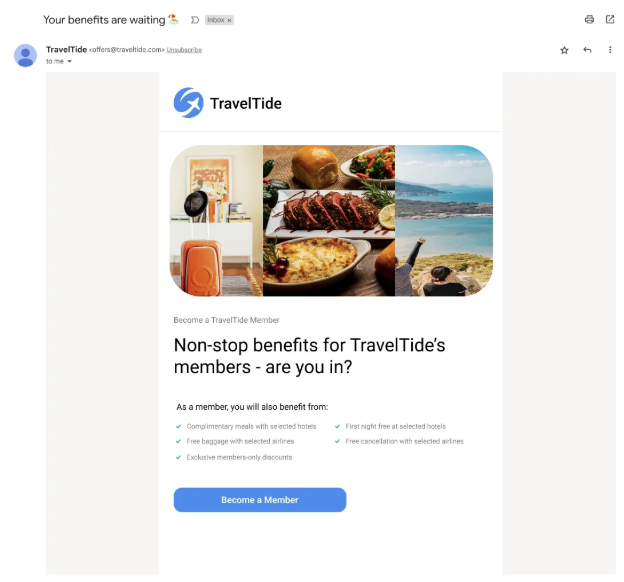 Your benefits are waiting 🏖️ Inbox ×
TravelTide <offers@traveltide.com> Unsubscribe
to me
TravelTide
Become a TravelTide Member
Non-stop benefits for TravelTide's
members - are you in?
As a member, you will also benefit from:
Complimentary meals with selected hotels
First night free at selected hotels
Free baggage with selected airlines
Free cancellation with selected airlines
Exclusive members-only discounts
Become a Member